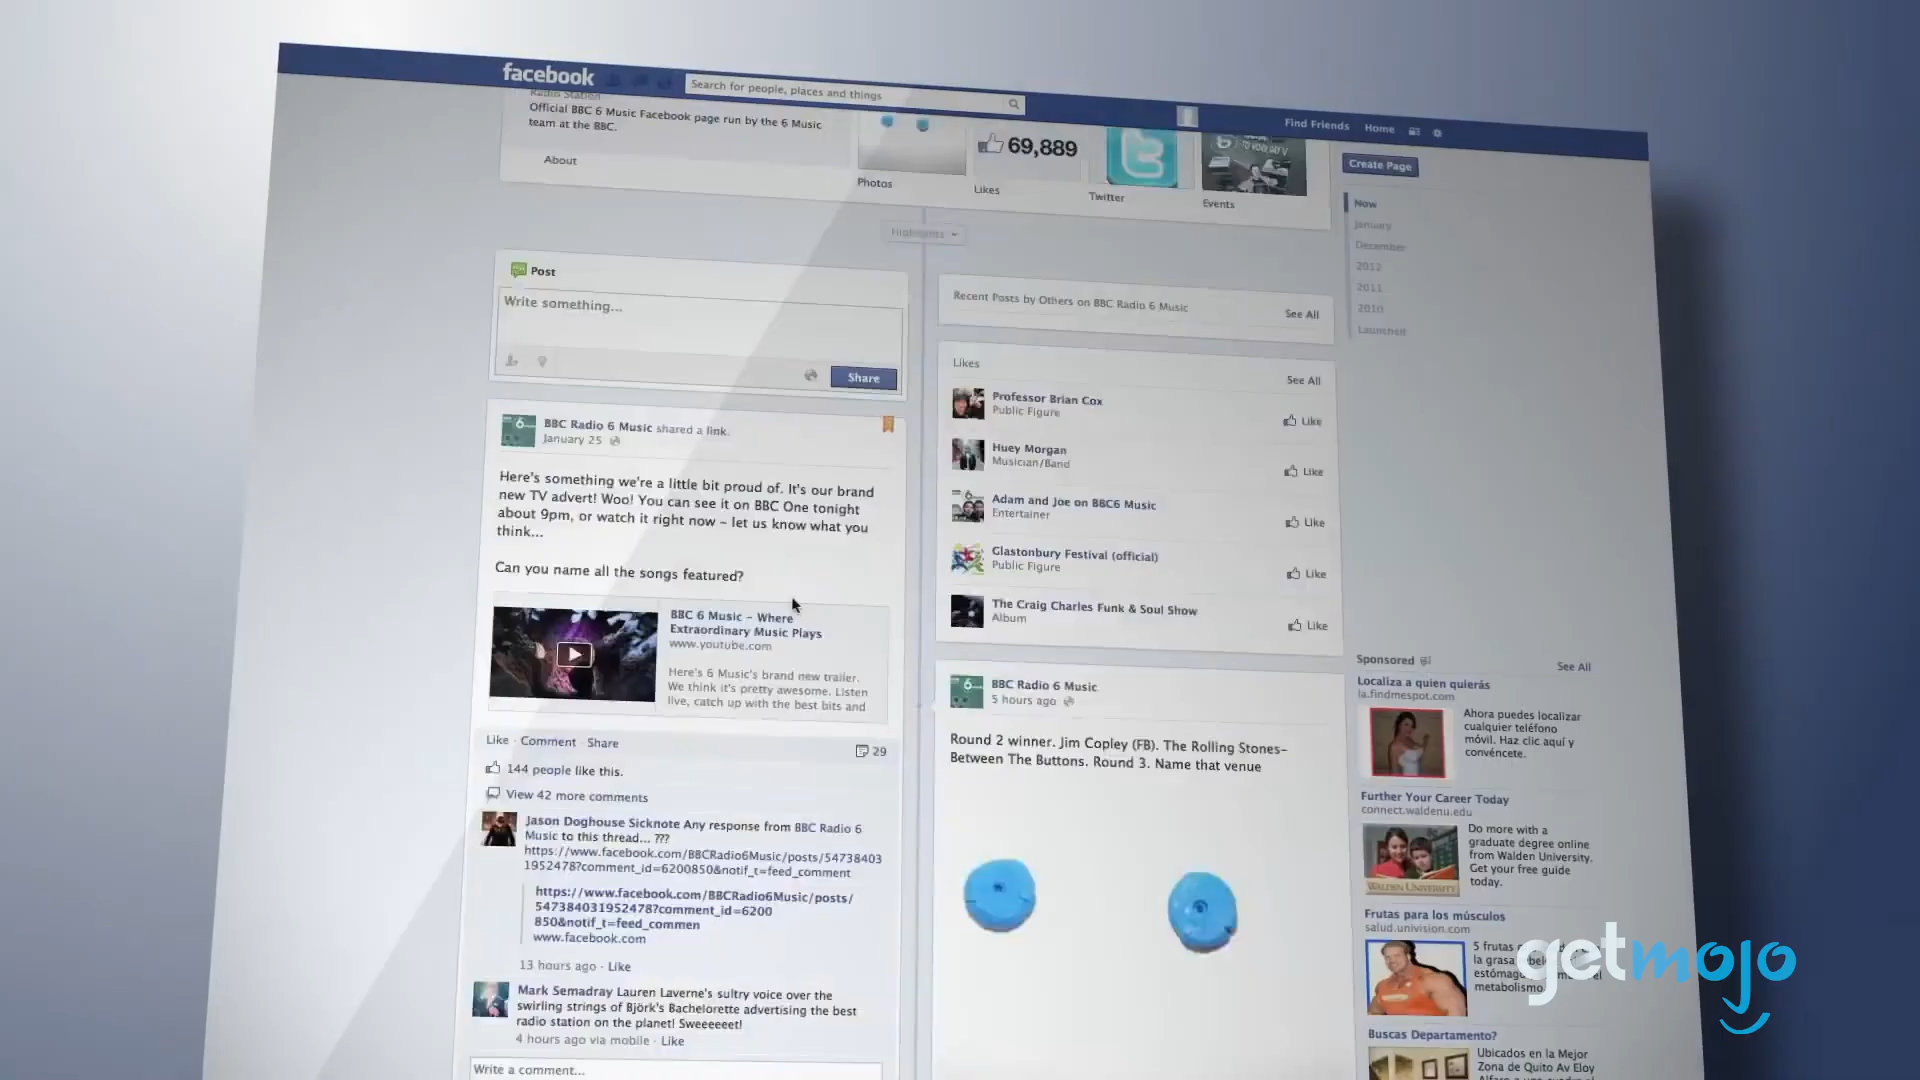 facebook
Search for people, places and things
Find Friends
Home
Radio Station
Official BBC 6 Music Facebook page run by the 6 Music
team at the BBC.
About
Photos
69,889
Likes
Twitter
Events
Create Page
Now
January
December
2012
2011
2010
Launched
Highlights
Post
Write something...
Share
BBC Radio 6 Music shared a link.
January 25
Here's something we're a little bit proud of. It's our brand
new TV advert! Woo! You can see it on BBC One tonight
about 9pm, or watch it right now – let us know what you
think...
Can you name all the songs featured?
BBC 6 Music – Where
Extraordinary Music Plays
www.youtube.com
Here's 6 Music's brand new trailer.
We think it's pretty awesome. Listen
live, catch up with the best bits and
Like · Comment · Share
29
144 people like this.
View 42 more comments
Jason Doghouse Sicknote Any response from BBC Radio 6
Music to this thread... ???
https://www.facebook.com/BBCRadio6Music/posts/54738403
1952478?comment_id=6200850&notif_t=feed_comment
https://www.facebook.com/BBCRadio6Music/posts/
547384031952478?comment_id=6200
850&notif_t=feed_commen
www.facebook.com
13 hours ago · Like
Mark Semadray Lauren Laverne's sultry voice over the
swirling strings of Björk's Bachelorette advertising the best
radio station on the planet! Sweeeeeet!
4 hours ago via mobile · Like
Write a comment...
Recent Posts by Others on BBC Radio 6 Music
See All
Likes
See All
Professor Brian Cox
Public Figure
Like
Huey Morgan
Musician/Band
Like
Adam and Joe on BBC6 Music
Entertainer
Like
Glastonbury Festival (official)
Public Figure
Like
The Craig Charles Funk & Soul Show
Album
Like
BBC Radio 6 Music
5 hours ago
Round 2 winner. Jim Copley (FB). The Rolling Stones–
Between The Buttons. Round 3. Name that venue
Sponsored
See All
Localiza a quien quierás
la.findmespot.com
Ahora puedes localizar
cualquier teléfono
móvil. Haz clic aquí y
convéncete.
Further Your Career Today
connect.waldenu.edu
WALDEN UNIVERSITY
Do more with a
graduate degree online
from Walden University.
Get your free guide
today.
Frutas para los músculos
salud.univision.com
5 frutas
la grasa
estómag
metabolismo.
getmojo
Buscas Departamento?
Ubicados en la Mejor
Zona de Quito Av Eloy